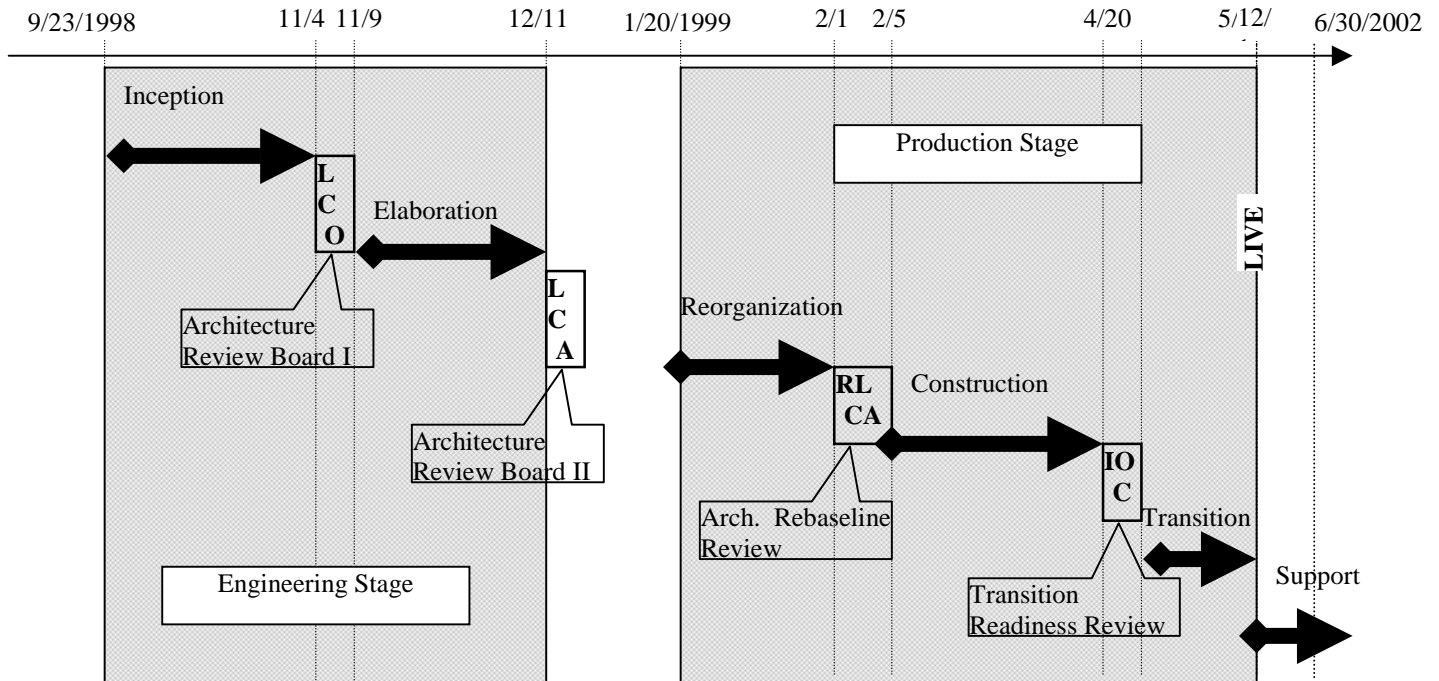 9/23/1998 11/4 11/9 12/11 1/20/1999 2/1 2/5 4/20 5/12/ 6/30/2002
Inception
Production Stage
L
C
O
Elaboration
LIVE
L
C
A
Reorganization
Architecture
Review Board I
RL
CA
Construction
Architecture
Review Board II
IO
C
Arch. Rebaseline
Review
Transition
Engineering Stage
Transition
Readiness Review
Support